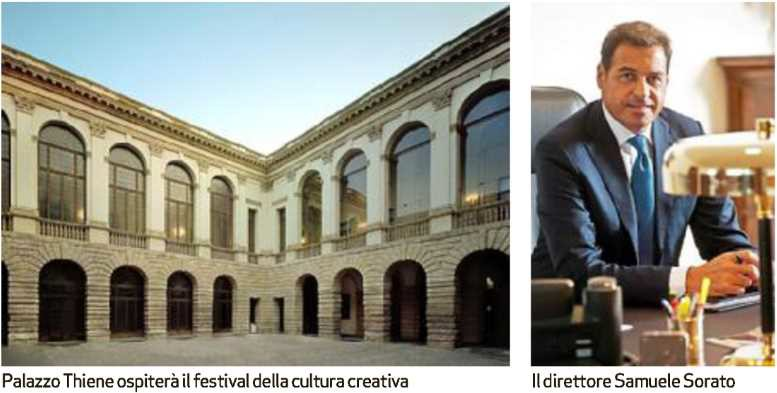 Palazzo Thiene ospiterà il festival della cultura creativa
Il direttore Samuele Sorato